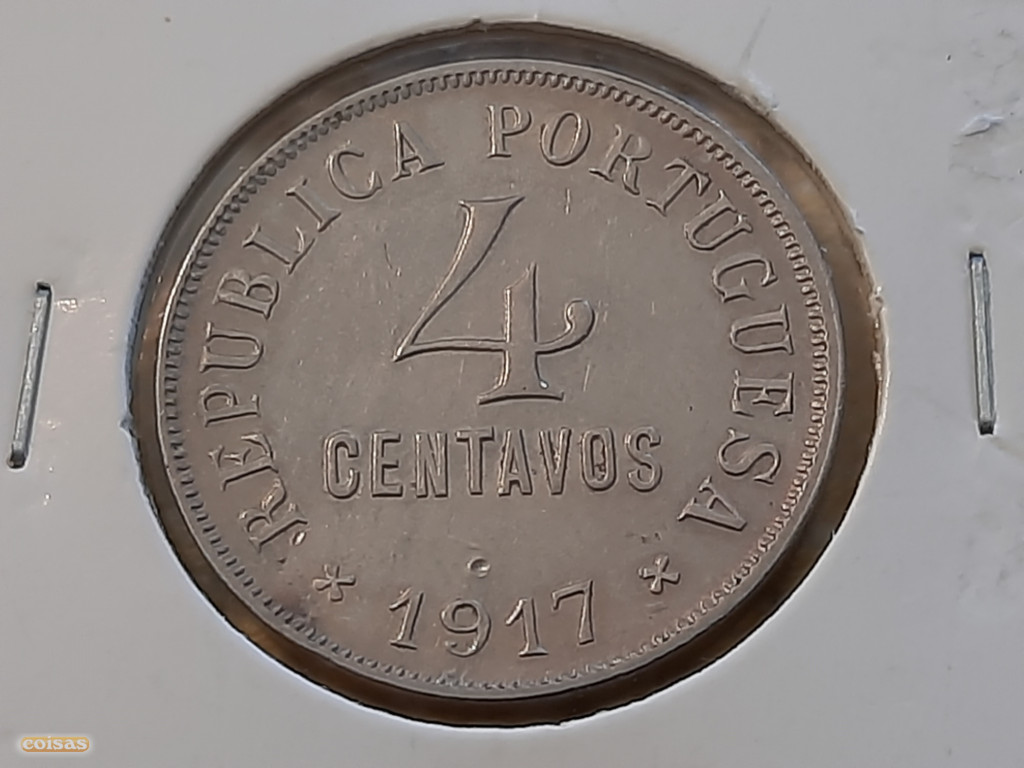 REPUBLICA PORTUGUESA
4
CENTAVOS
* 1917 *
coisas